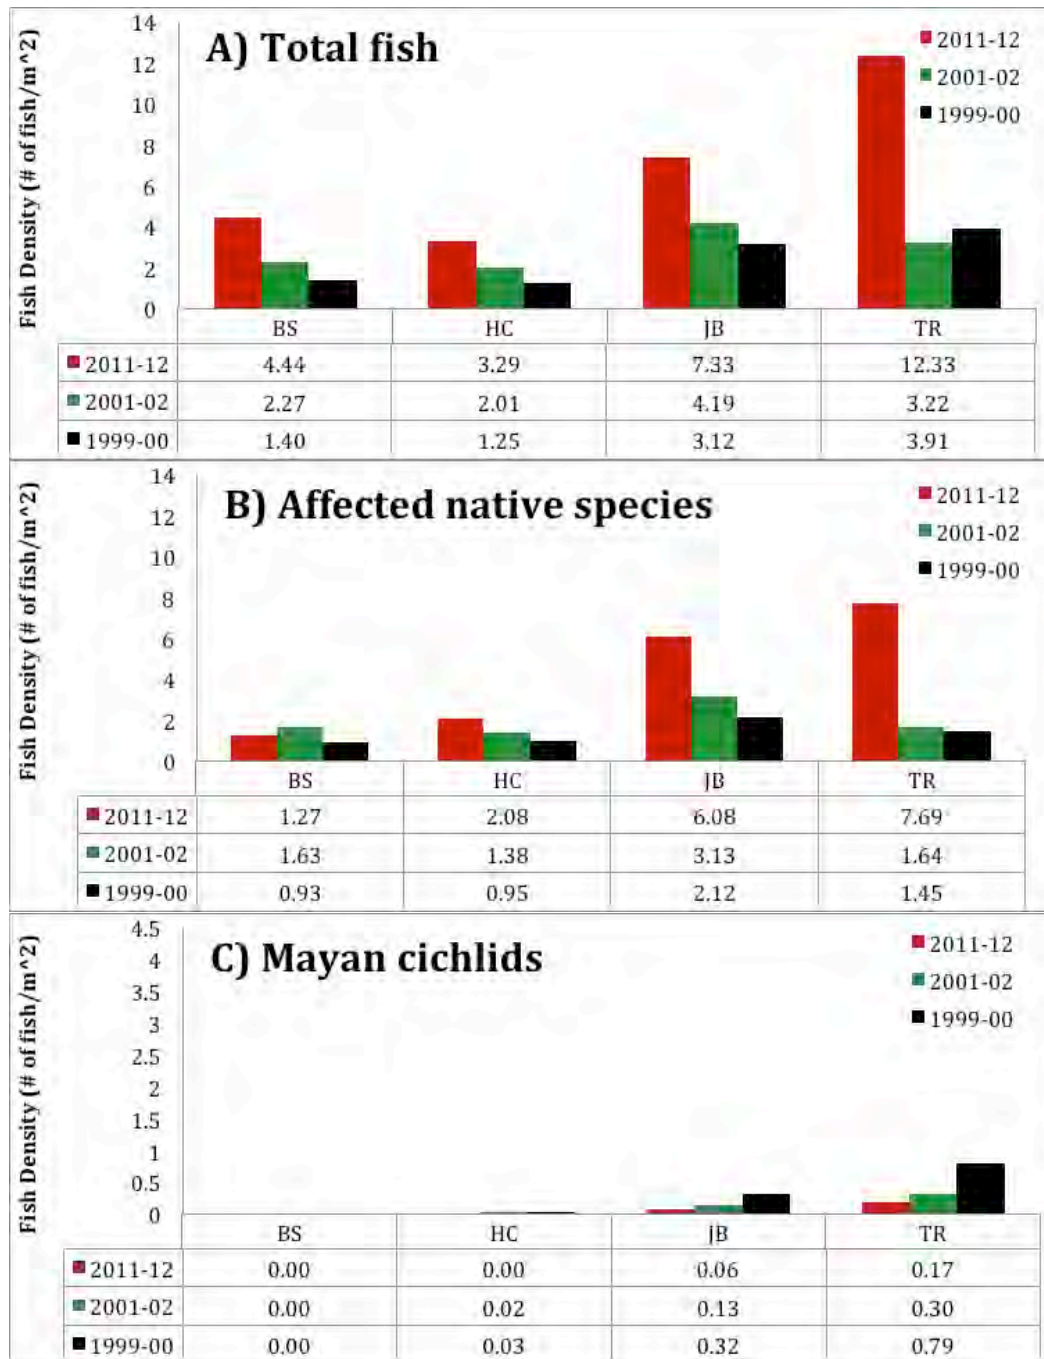 A) Total fish
Fish Density (# of fish/m^2)
14
12
10
8
6
4
2
0
2011-12
2001-02
1999-00
BS HC JB TR
2011-12 4.44 3.29 7.33 12.33
2001-02 2.27 2.01 4.19 3.22
1999-00 1.40 1.25 3.12 3.91
B) Affected native species
Fish Density (# of fish/m^2)
14
12
10
8
6
4
2
0
2011-12
2001-02
1999-00
BS HC JB TR
2011-12 1.27 2.08 6.08 7.69
2001-02 1.63 1.38 3.13 1.64
1999-00 0.93 0.95 2.12 1.45
C) Mayan cichlids
Fish Density (# of fish/m^2)
4.5
4
3.5
3
2.5
2
1.5
1
0.5
0
2011-12
2001-02
1999-00
BS HC JB TR
2011-12 0.00 0.00 0.06 0.17
2001-02 0.00 0.02 0.13 0.30
1999-00 0.00 0.03 0.32 0.79